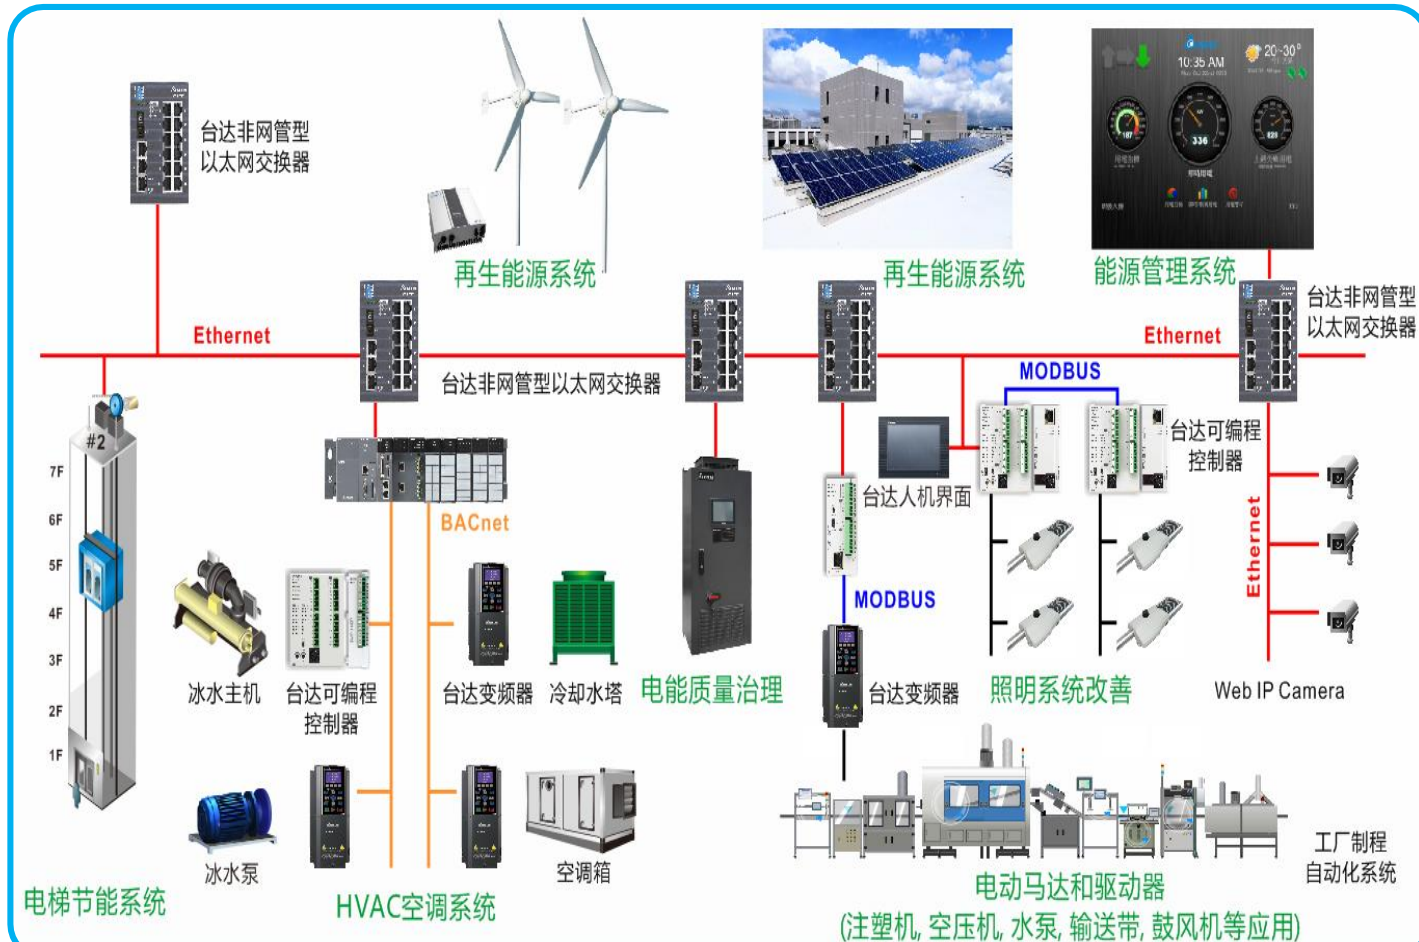 台达非网管型
以太网交换器
10:35 AM
20~30°
187
336
再生能源系统
再生能源系统
能源管理系统
台达非网管型
以太网交换器
Ethernet
Ethernet
台达非网管型以太网交换器
MODBUS
#2
7F
6F
5F
4F
3F
2F
1F
BACnet
台达人机界面
台达可编程
控制器
Ethernet
MODBUS
冰水主机
台达可编程
控制器
台达变频器
冷却水塔
电能质量治理
台达变频器
照明系统改善
Web IP Camera
冰水泵
空调箱
工厂制程
自动化系统
电梯节能系统
HVAC空调系统
电动马达和驱动器
(注塑机, 空压机, 水泵, 输送带, 鼓风机等应用)